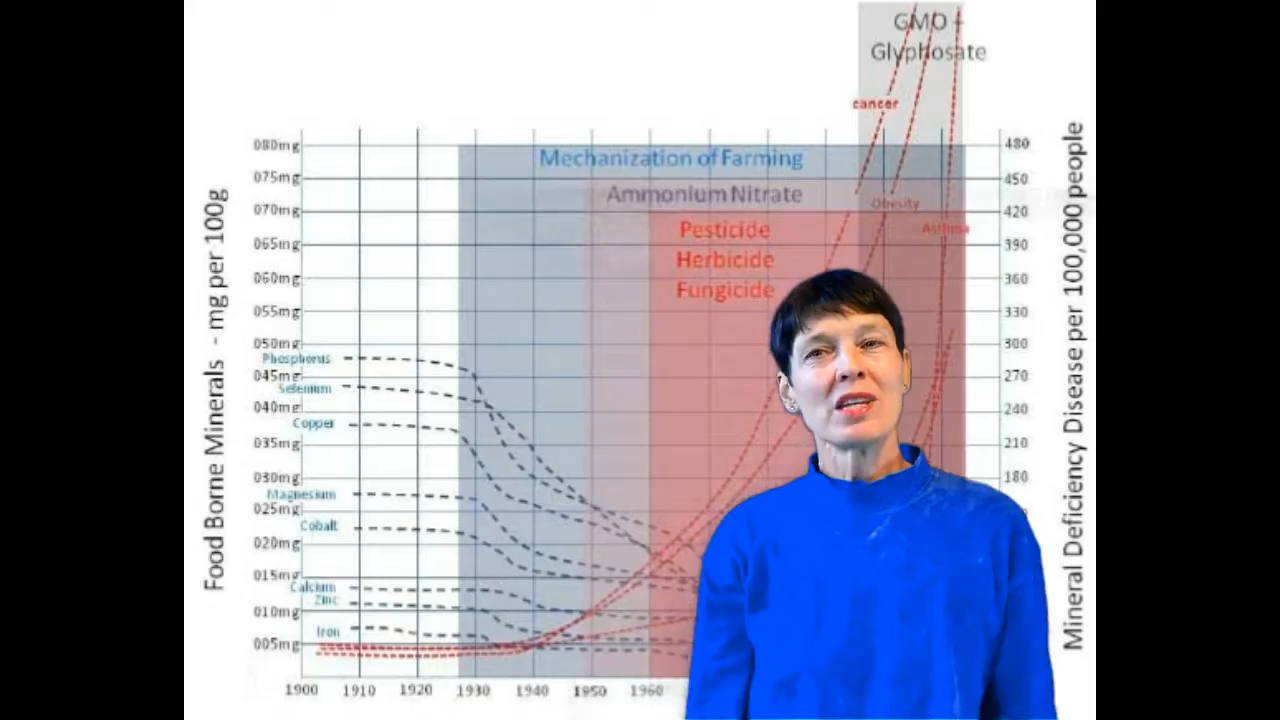 GMO +
Glyphosate
cancer
Mechanization of Farming
Ammonium Nitrate
Pesticide
Herbicide
Fungicide
Obesity
Asthma
Food Borne Minerals - mg per 100g
080mg
075mg
070mg
065mg
060mg
055mg
050mg
045mg
040mg
035mg
030mg
025mg
020mg
015mg
010mg
005mg
Phosphorus
Selenium
Copper
Magnesium
Cobalt
Calcium
Zinc
Iron
480
450
420
390
360
330
300
270
240
210
180
Mineral Deficiency Disease per 100,000 people
1900 1910 1920 1930 1940 1950 1960